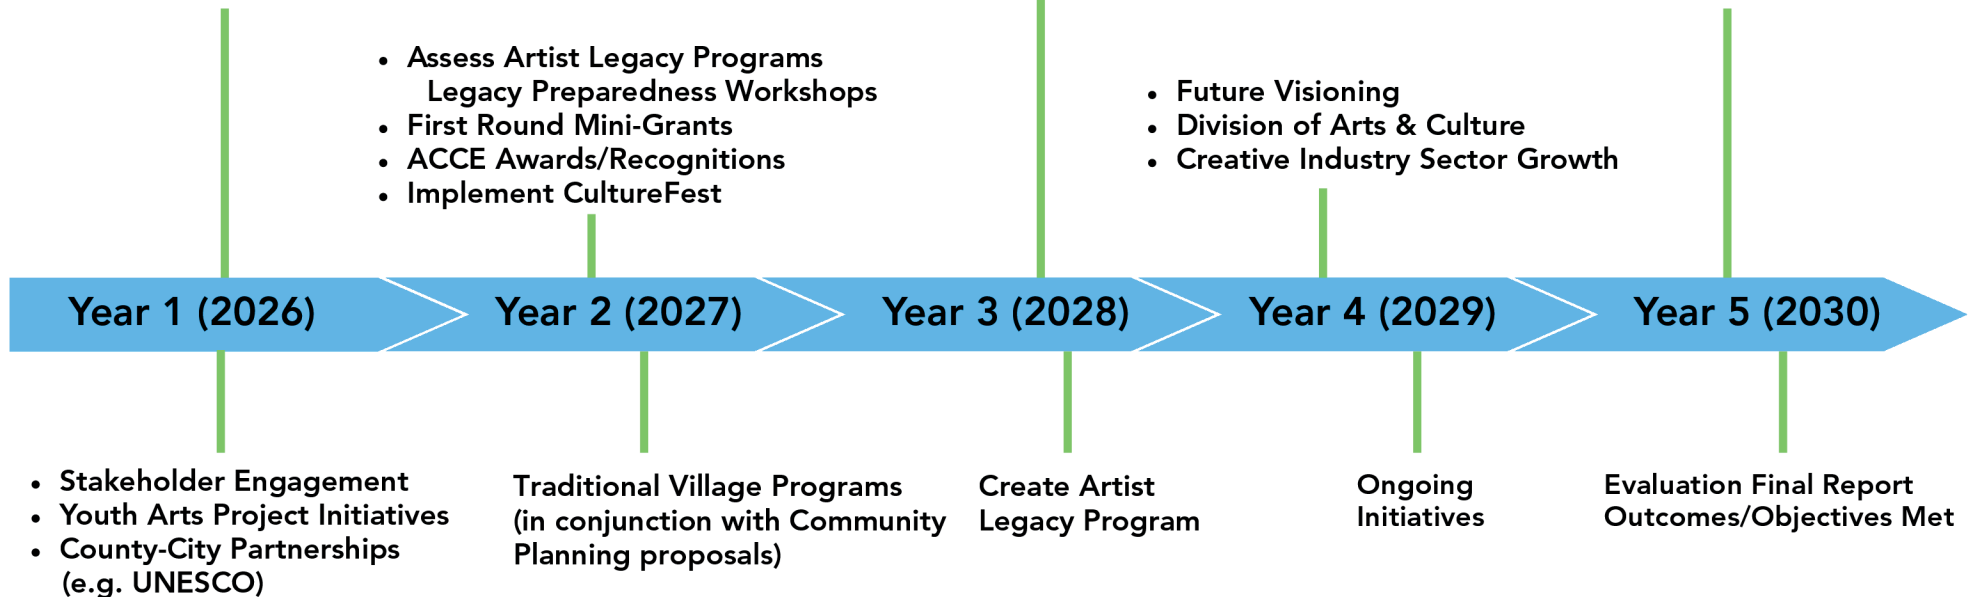 • Assess Artist Legacy Programs
Legacy Preparedness Workshops
• First Round Mini-Grants
• ACCE Awards/Recognitions
• Implement CultureFest
• Future Visioning
• Division of Arts & Culture
• Creative Industry Sector Growth
Year 1 (2026)
Year 2 (2027)
Year 3 (2028)
Year 4 (2029)
Year 5 (2030)
• Stakeholder Engagement
• Youth Arts Project Initiatives
• County-City Partnerships
(e.g. UNESCO)
Traditional Village Programs
(in conjunction with Community
Planning proposals)
Create Artist
Legacy Program
Ongoing
Initiatives
Evaluation Final Report
Outcomes/Objectives Met